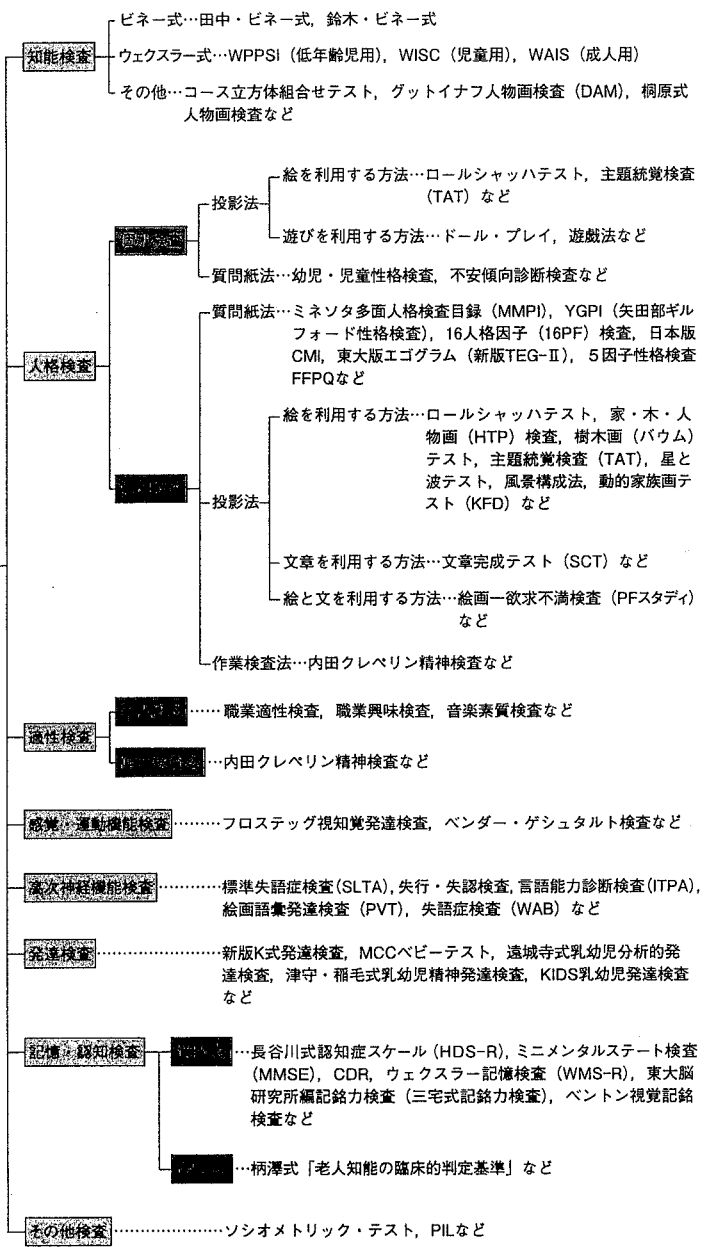 知能検査
ビネー式…田中・ビネー式，鈴木・ビネー式
ウェクスラー式…WPPSI（低年齢児用），WISC（児童用），WAIS（成人用）
その他…コース立方体組合せテスト，グットイナフ人物画検査（DAM），桐原式
人物画検査など
人格検査
投影法
絵を利用する方法…ロールシャッハテスト，主題統覚検査
（TAT）など
遊びを利用する方法…ドール・プレイ，遊戯法など
質問紙法…幼児・児童性格検査，不安傾向診断検査など
質問紙法…ミネソタ多面人格検査目録（MMPI），YGPI（矢田部ギル
フォード性格検査），16人格因子（16PF）検査，日本版
CMI，東大版エゴグラム（新版TEG-Ⅱ），５因子性格検査
FFPQなど
投影法
絵を利用する方法…ロールシャッハテスト，家・木・人
物画（HTP）検査，樹木画（バウム）
テスト，主題統覚検査（TAT），星と
波テスト，風景構成法，動的家族画テ
スト（KFD）など
文章を利用する方法…文章完成テスト（SCT）など
絵と文を利用する方法…絵画一欲求不満検査（PFスタディ）
など
作業検査法…内田クレペリン精神検査など
適性検査
……職業適性検査，職業興味検査，音楽素質検査など
…内田クレペリン精神検査など
感覚・運動機能検査………フロステッグ視知覚発達検査，ベンダー・ゲシュタルト検査など
高次神経機能検査…………標準失語症検査(SLTA)，失行・失認検査，言語能力診断検査(ITPA)，
絵画語彙発達検査（PVT），失語症検査（WAB）など
発達検査……………………新版K式発達検査，MCCベビーテスト，遠城寺式乳幼児分析的発
達検査，津守・稲毛式乳幼児精神発達検査，KIDS乳幼児発達検査
など
記憶・認知検査
…長谷川式認知症スケール（HDS-R），ミニメンタルステート検査
（MMSE），CDR，ウェクスラー記憶検査（WMS-R），東大脳
研究所編記銘力検査（三宅式記銘力検査），ベントン視覚記銘
検査など
…柄澤式「老人知能の臨床的判定基準」など
その他検査…………………ソシオメトリック・テスト，PILなど